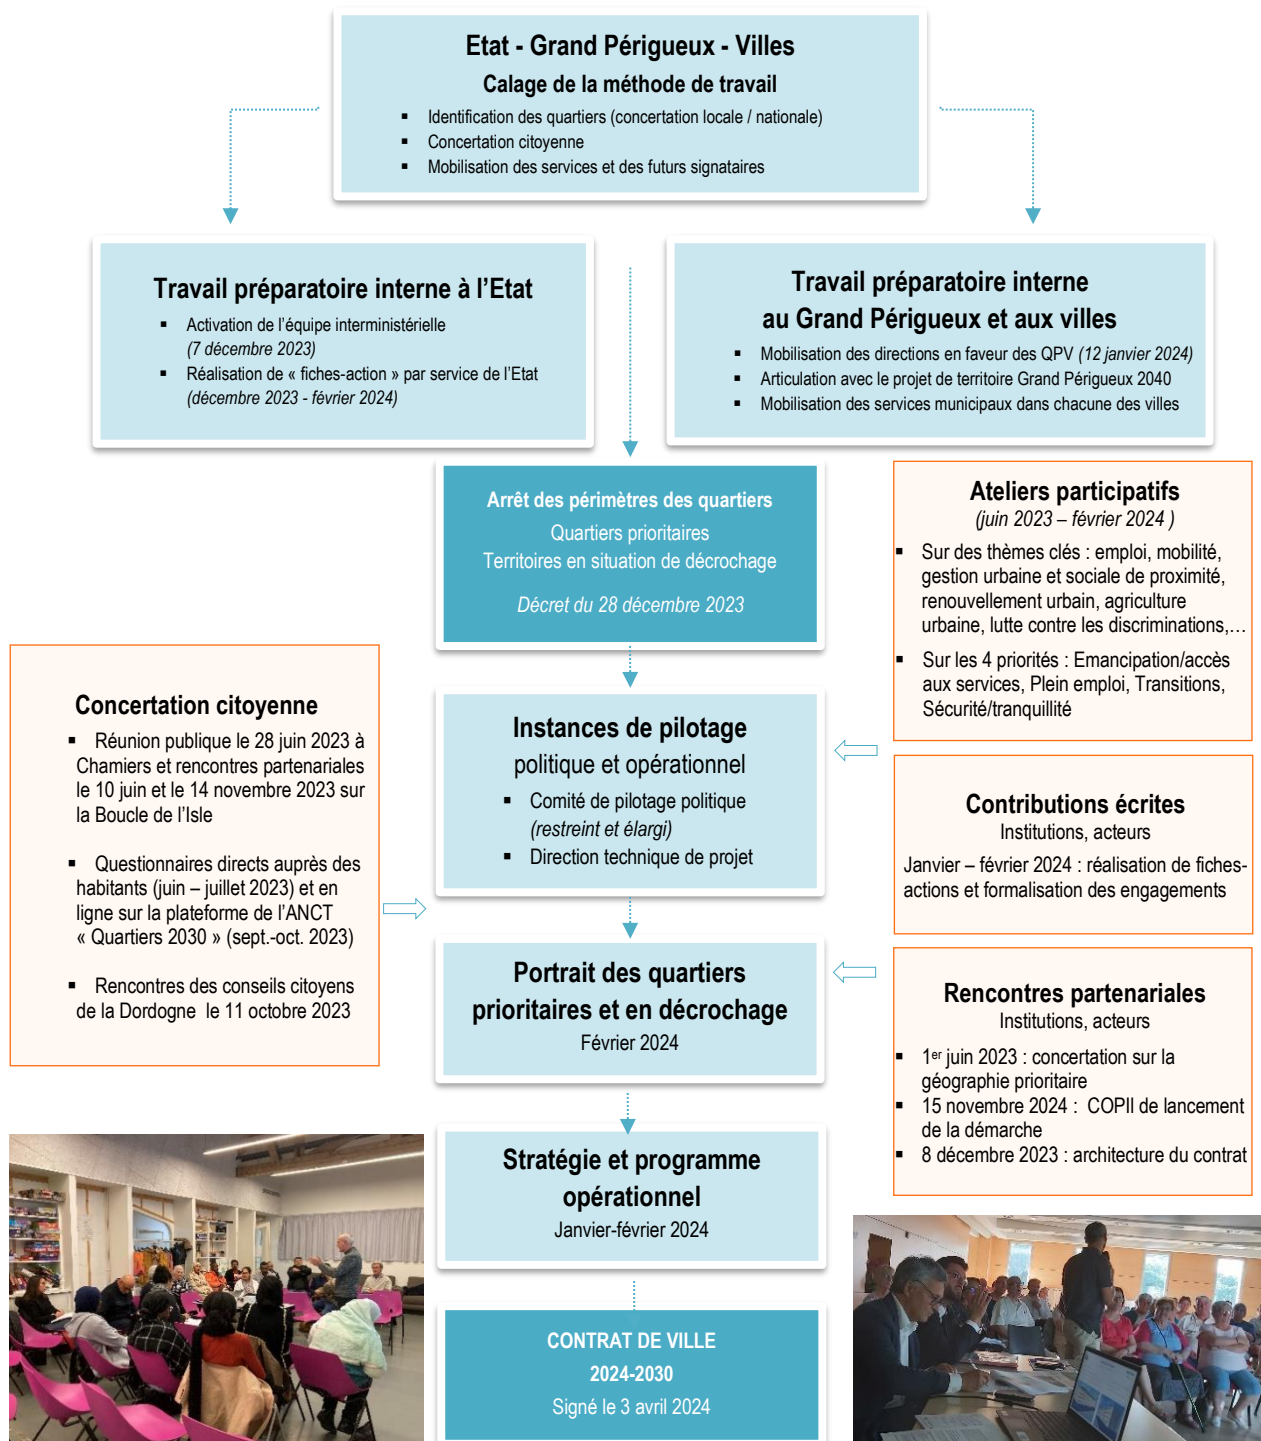 Etat - Grand Périgueux - Villes
Calage de la méthode de travail
▪ Identification des quartiers (concertation locale / nationale)
▪ Concertation citoyenne
▪ Mobilisation des services et des futurs signataires
Travail préparatoire interne à l'Etat
▪ Activation de l'équipe interministérielle
(7 décembre 2023)
▪ Réalisation de « fiches-action » par service de l'Etat
(décembre 2023 - février 2024)
Travail préparatoire interne
au Grand Périgueux et aux villes
▪ Mobilisation des directions en faveur des QPV (12 janvier 2024)
▪ Articulation avec le projet de territoire Grand Périgueux 2040
▪ Mobilisation des services municipaux dans chacune des villes
Arrêt des périmètres des quartiers
Quartiers prioritaires
Territoires en situation de décrochage
Décret du 28 décembre 2023
Ateliers participatifs
(juin 2023 – février 2024 )
▪ Sur des thèmes clés : emploi, mobilité,
gestion urbaine et sociale de proximité,
renouvellement urbain, agriculture
urbaine, lutte contre les discriminations,…
▪ Sur les 4 priorités : Emancipation/accès
aux services, Plein emploi, Transitions,
Sécurité/tranquillité
Concertation citoyenne
▪ Réunion publique le 28 juin 2023 à
Chamiers et rencontres partenariales
le 10 juin et le 14 novembre 2023 sur
la Boucle de l'Isle
▪ Questionnaires directs auprès des
habitants (juin – juillet 2023) et en
ligne sur la plateforme de l'ANCT
« Quartiers 2030 » (sept.-oct. 2023)
▪ Rencontres des conseils citoyens
de la Dordogne le 11 octobre 2023
Instances de pilotage
politique et opérationnel
▪ Comité de pilotage politique
(restreint et élargi)
▪ Direction technique de projet
Contributions écrites
Institutions, acteurs
Janvier – février 2024 : réalisation de fiches-
actions et formalisation des engagements
Portrait des quartiers
prioritaires et en décrochage
Février 2024
Rencontres partenariales
Institutions, acteurs
▪ 1er juin 2023 : concertation sur la
géographie prioritaire
▪ 15 novembre 2024 : COPIl de lancement
de la démarche
▪ 8 décembre 2023 : architecture du contrat
Stratégie et programme
opérationnel
Janvier-février 2024
CONTRAT DE VILLE
2024-2030
Signé le 3 avril 2024